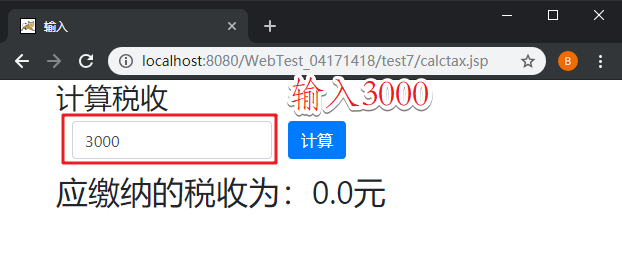 输入
localhost:8080/WebTest_04171418/test7/calctax.jsp
B
计算税收
输入3000
3000
计算
应缴纳的税收为：0.0元